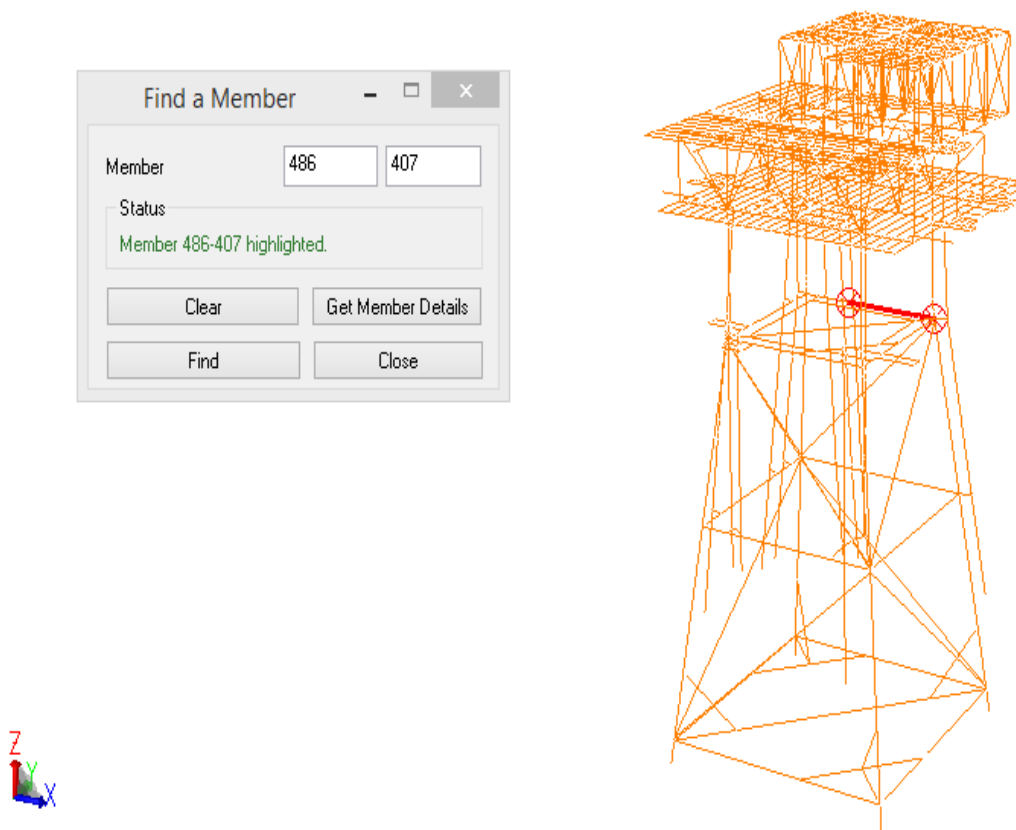 Find a Member
Member 486 407
Status
Member 486-407 highlighted.
Clear Get Member Details
Find Close
Z
Y
X